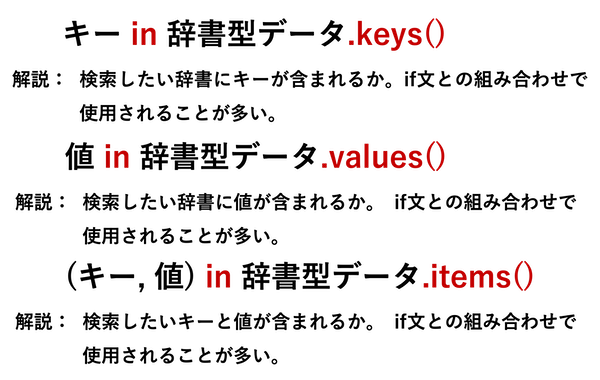 キー in 辞書型データ.keys()
解説： 検索したい辞書にキーが含まれるか。if文との組み合わせで
使用されることが多い。
値 in 辞書型データ.values()
解説： 検索したい辞書に値が含まれるか。 if文との組み合わせで
使用されることが多い。
(キー, 値) in 辞書型データ.items()
解説： 検索したいキーと値が含まれるか。 if文との組み合わせで
使用されることが多い。